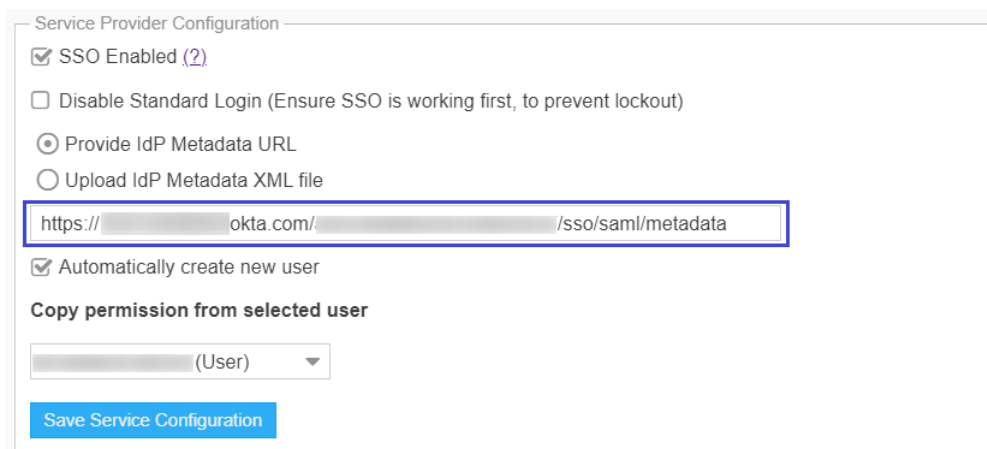 Service Provider Configuration
SSO Enabled (?)
Disable Standard Login (Ensure SSO is working first, to prevent lockout)
Provide IdP Metadata URL
Upload IdP Metadata XML file
https:// okta.com/ /sso/saml/metadata
Automatically create new user
Copy permission from selected user
(User)
Save Service Configuration